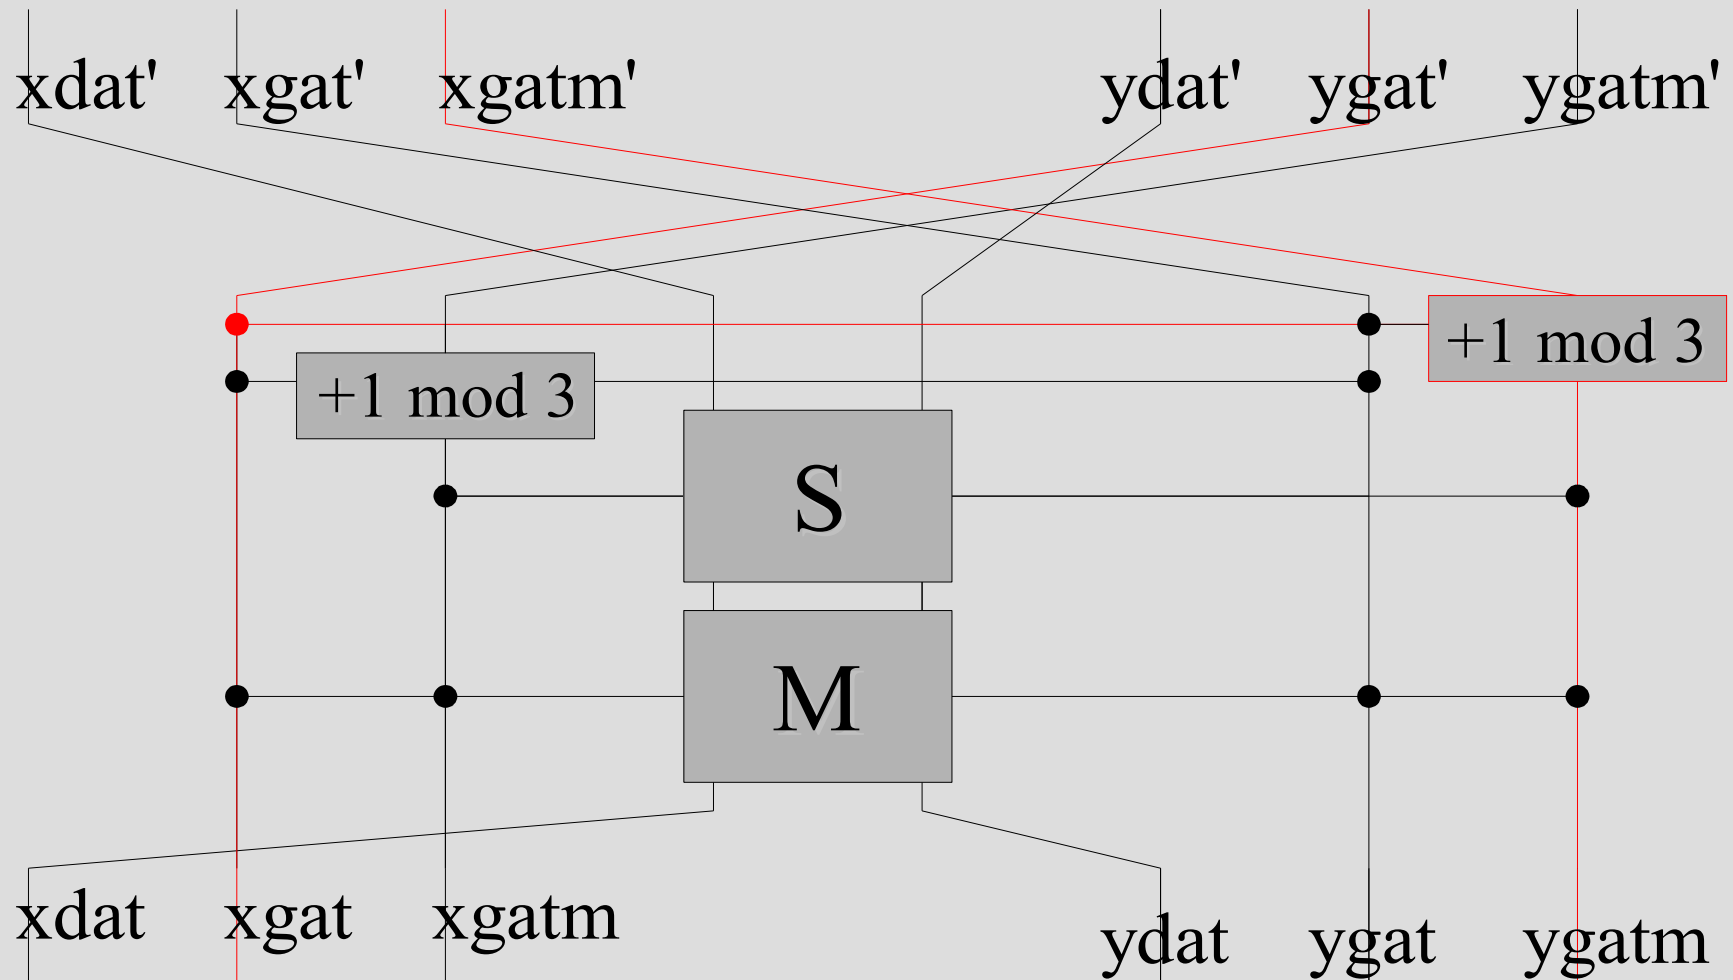 xdat' xgat' xgatm' ydat' ygat' ygatm'
+1 mod 3
+1 mod 3
S
M
xdat xgat xgatm ydat ygat ygatm